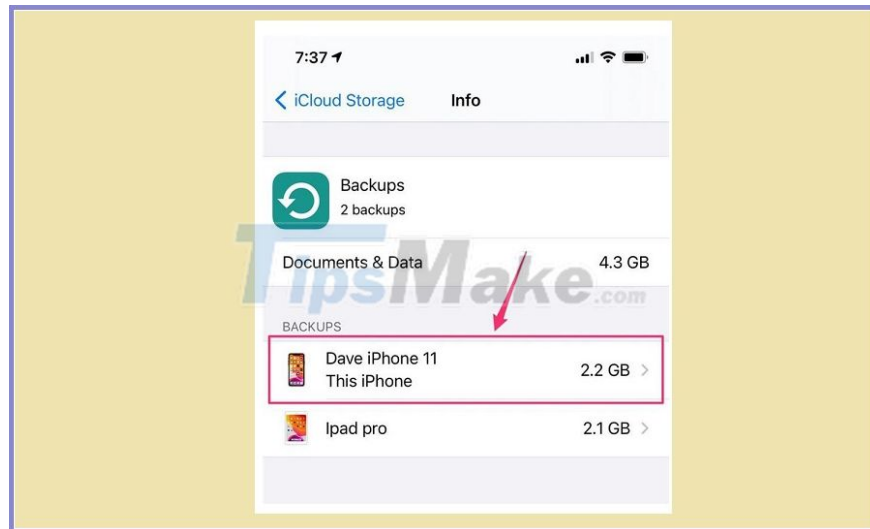 7:37
iCloud Storage Info
Backups
2 backups
Documents & Data 4.3 GB
TipsMake.com
BACKUPS
Dave iPhone 11
This iPhone 2.2 GB
Ipad pro 2.1 GB